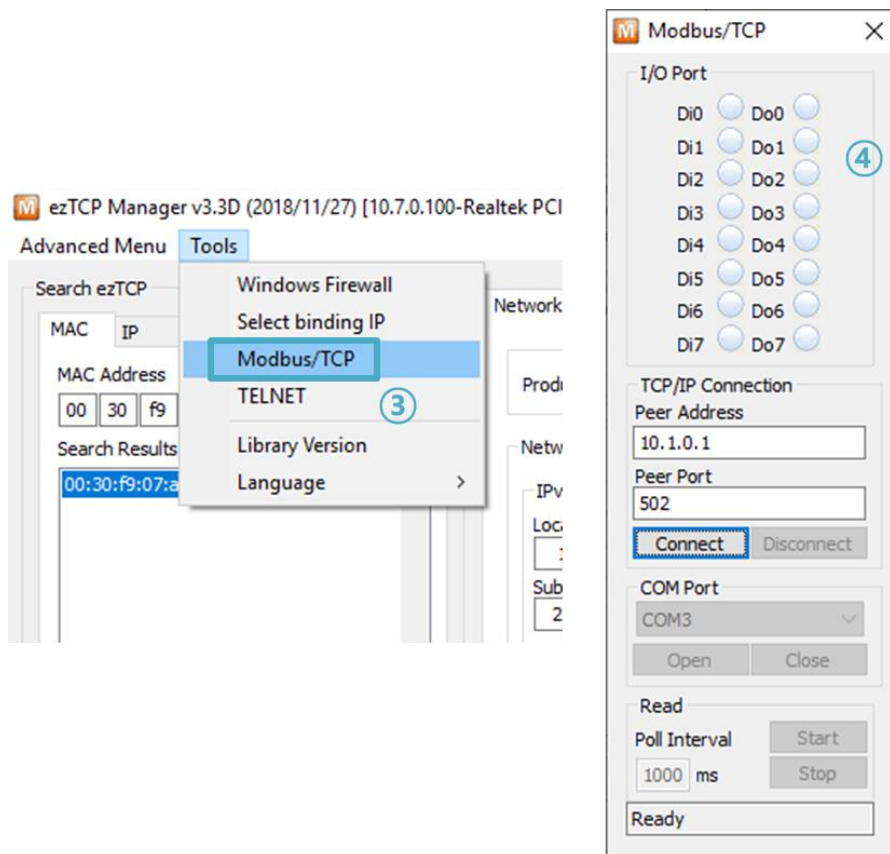 ezTCP Manager v3.3D (2018/11/27) [10.7.0.100-Realtek PCI
Advanced Menu Tools
Search ezTCP
MAC IP
MAC Address
00 30 f9
Search Results
00:30:f9:07:a
Windows Firewall
Select binding IP
Modbus/TCP
TELNET
③
Library Version
Language >
Network
IPv
Sub
2
Modbus/TCP
I/O Port
Di0 Do0
Di1 Do1
④
Di2 Do2
Di3 Do3
Di4 Do4
Di5 Do5
Di6 Do6
Di7 Do7
TCP/IP Connection
Peer Address
10.1.0.1
Peer Port
502
Connect Disconnect
COM Port
COM3
Open Close
Read
Poll Interval Start
1000 ms Stop
Ready